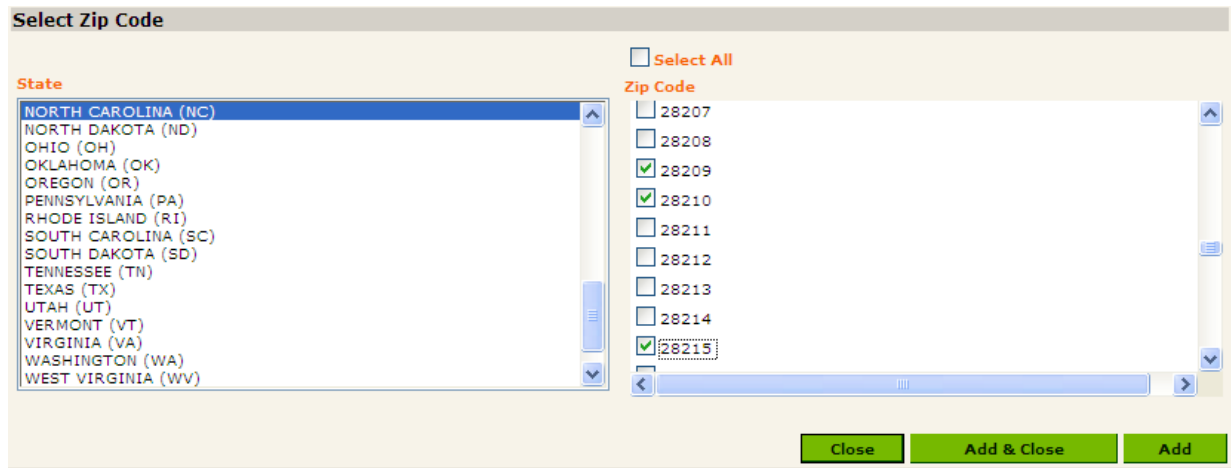 Select Zip Code
Select All
State
Zip Code
NORTH CAROLINA (NC)
NORTH DAKOTA (ND)
OHIO (OH)
OKLAHOMA (OK)
OREGON (OR)
PENNSYLVANIA (PA)
RHODE ISLAND (RI)
SOUTH CAROLINA (SC)
SOUTH DAKOTA (SD)
TENNESSEE (TN)
TEXAS (TX)
UTAH (UT)
VERMONT (VT)
VIRGINIA (VA)
WASHINGTON (WA)
WEST VIRGINIA (WV)
28207
28208
28209
28210
28211
28212
28213
28214
28215
Close
Add & Close
Add